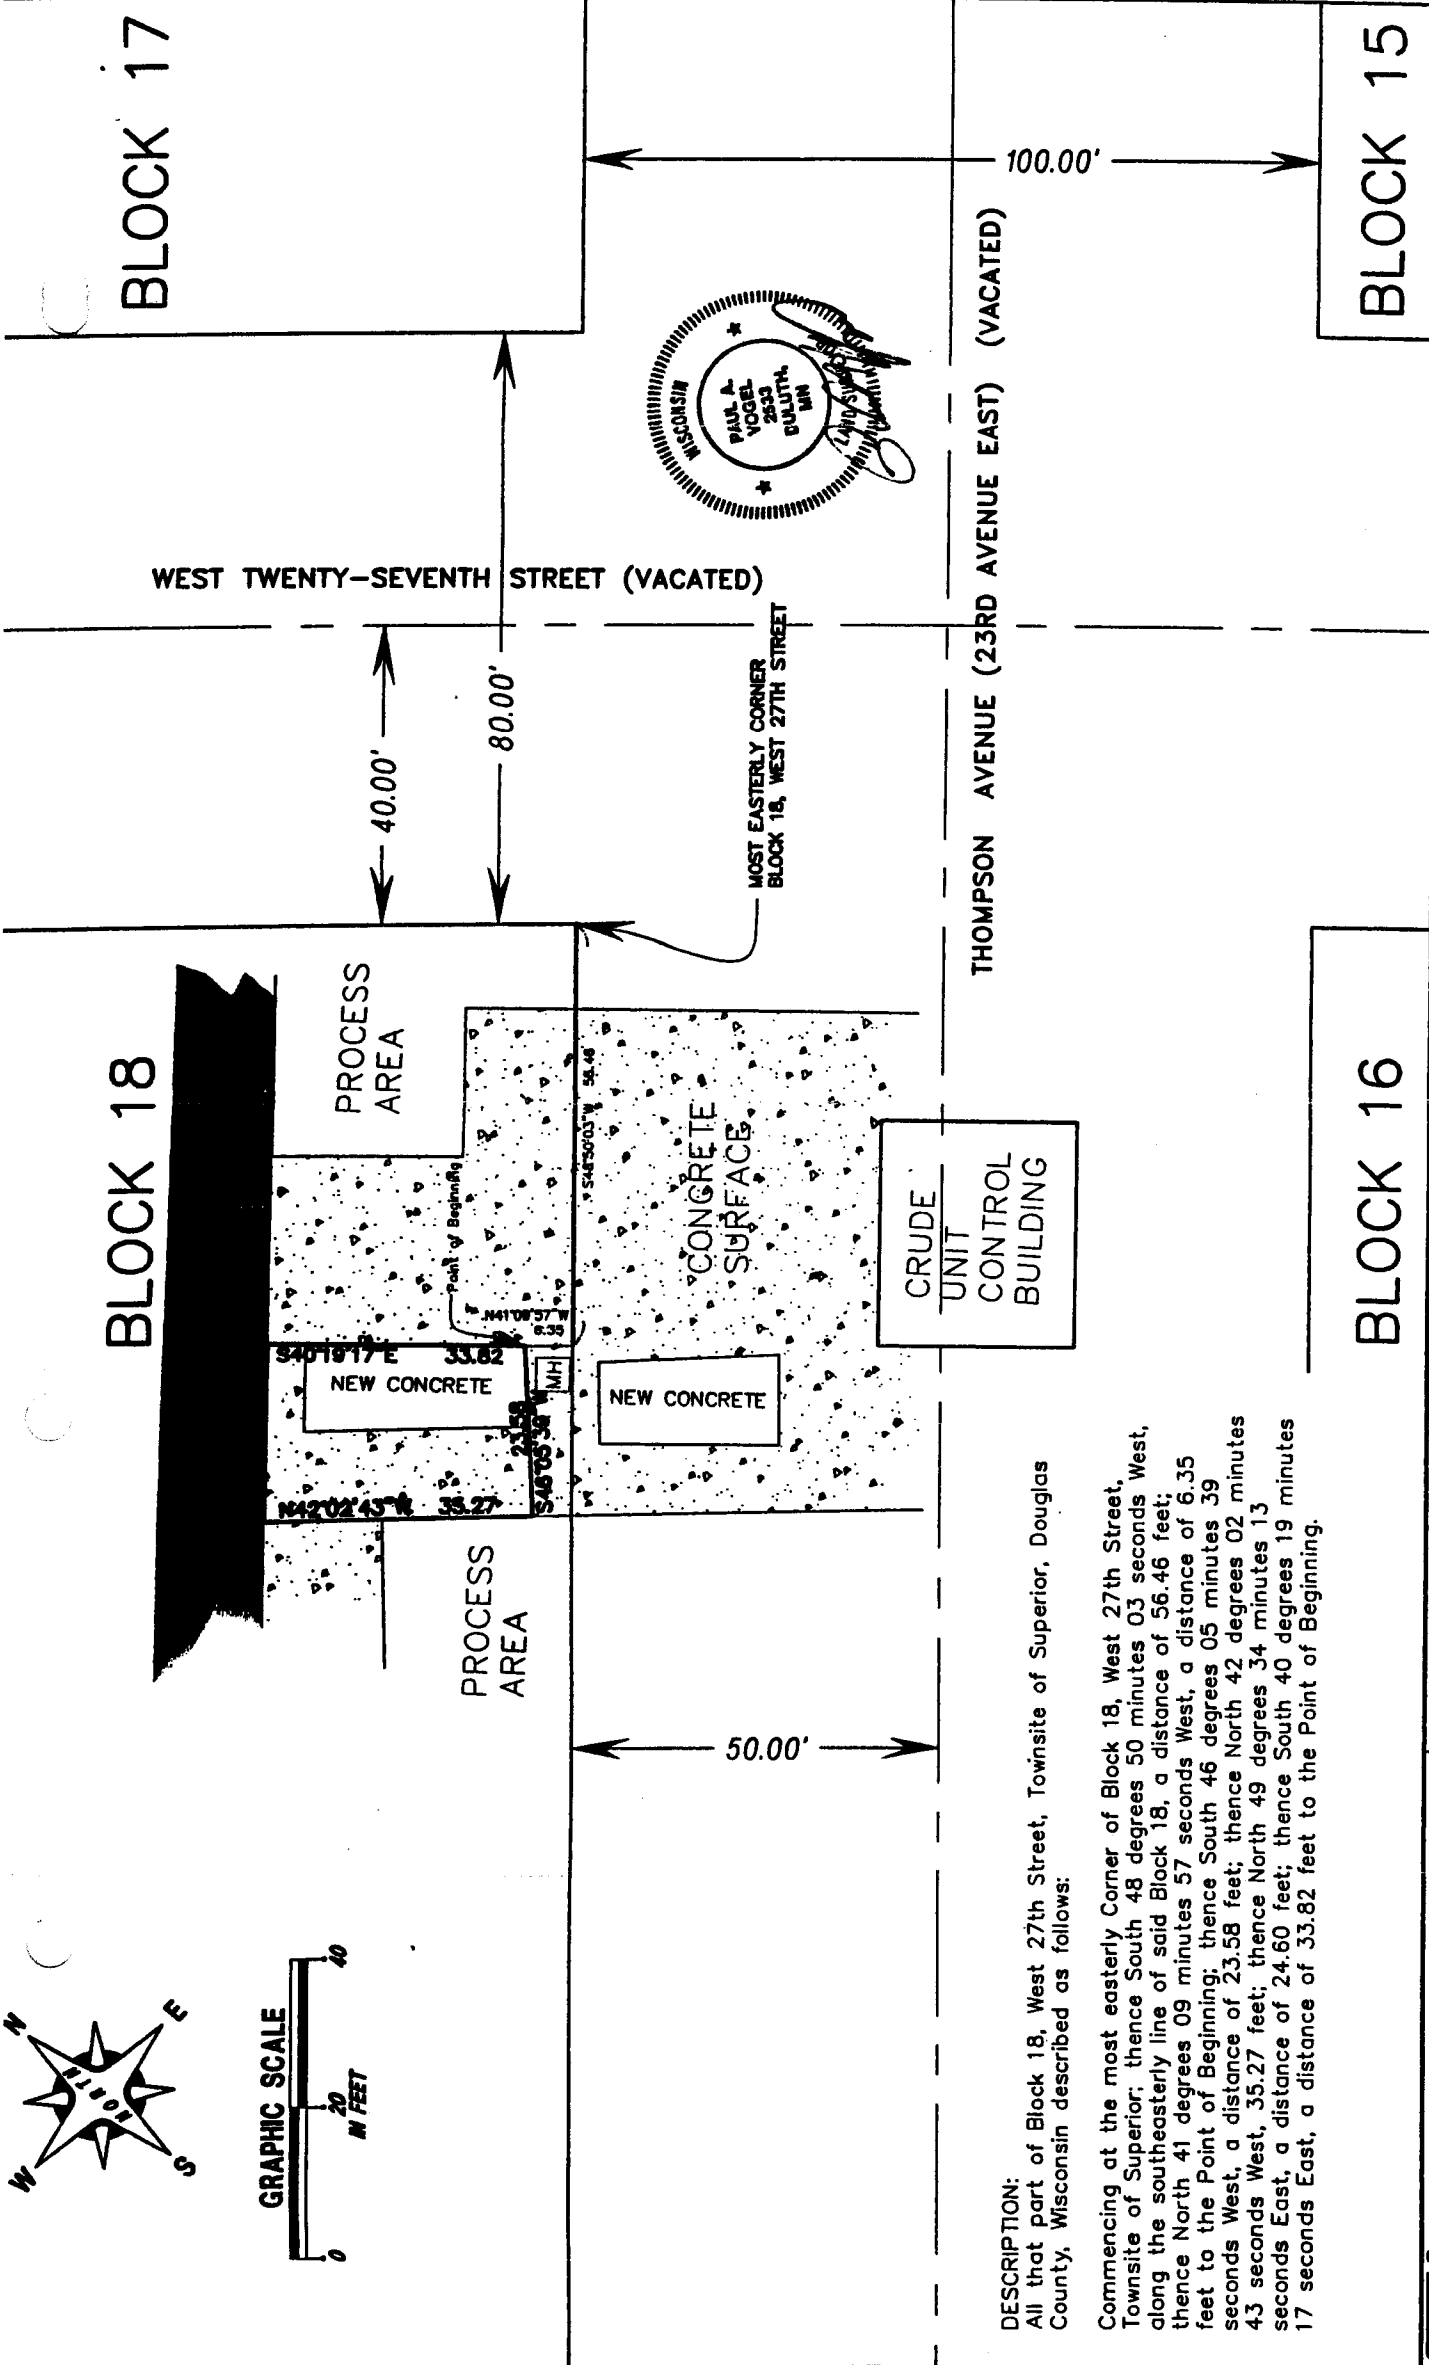 BLOCK 17
BLOCK 15
BLOCK 18
BLOCK 16
100.00'
80.00'
40.00'
50.00'
WEST TWENTY-SEVENTH STREET (VACATED)
THOMPSON AVENUE (23RD AVENUE EAST) (VACATED)
WISCONSIN
PAUL A.
VOGEL
2533
DULUTH,
MN
MOST EASTERLY CORNER
BLOCK 18, WEST 27TH STREET
PROCESS
AREA
CONCRETE
SURFACE
S48°50'03"W 56.46
Point of Beginning
N41°09'57"W
6.35
S40°19'17"E 33.82
NEW CONCRETE
MH
NEW CONCRETE
23.58
S46°05'39"W
N42°02'43"W 35.27
PROCESS
AREA
CRUDE
UNIT
CONTROL
BUILDING
N
E
S
W
NORTH
GRAPHIC SCALE
0 20 40
IN FEET
DESCRIPTION:
All that part of Block 18, West 27th Street, Townsite of Superior, Douglas
County, Wisconsin described as follows:
Commencing at the most easterly Corner of Block 18, West 27th Street,
Townsite of Superior; thence South 48 degrees 50 minutes 03 seconds West,
along the southeasterly line of said Block 18, a distance of 56.46 feet;
thence North 41 degrees 09 minutes 57 seconds West, a distance of 6.35
feet to the Point of Beginning; thence South 46 degrees 05 minutes 39
seconds West, a distance of 23.58 feet; thence North 42 degrees 02 minutes
43 seconds West, 35.27 feet; thence North 49 degrees 34 minutes 13
seconds East, a distance of 24.60 feet; thence South 40 degrees 19 minutes
17 seconds East, a distance of 33.82 feet to the Point of Beginning.